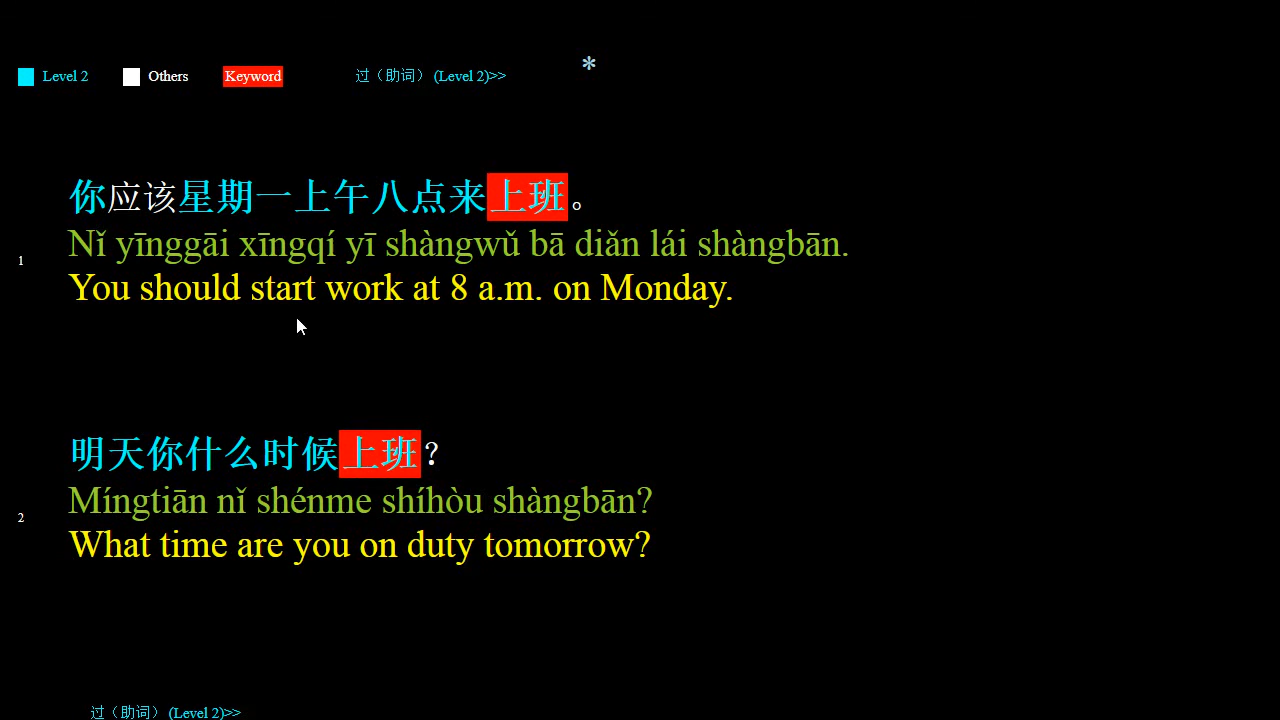 Level 2 Others Keyword 过（助词） (Level 2)>> *
你应该星期一上午八点来上班。
Nǐ yīnggāi xīngqí yī shàngwǔ bā diǎn lái shàngbān.
1
You should start work at 8 a.m. on Monday.
明天你什么时候上班？
Míngtiān nǐ shénme shíhòu shàngbān?
2
What time are you on duty tomorrow?
过（助词） (Level 2)>>